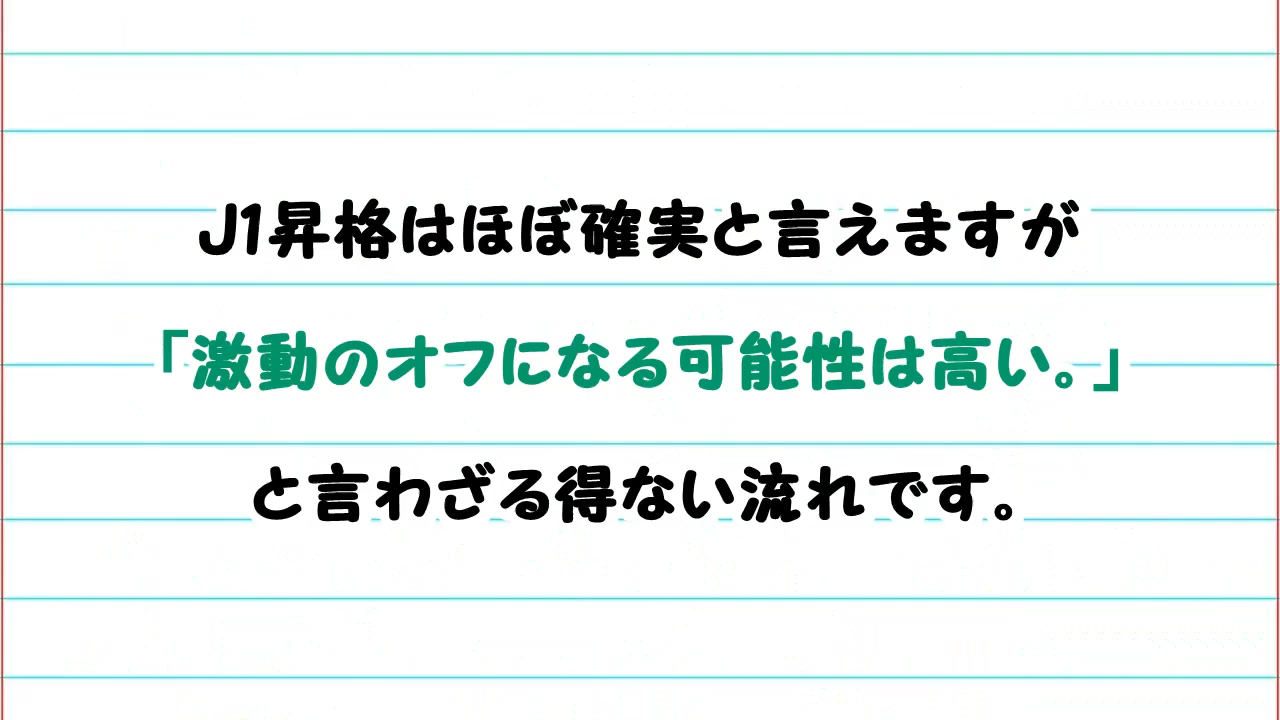 J1昇格はほぼ確実と言えますが
「激動のオフになる可能性は高い。」
と言わざる得ない流れです。